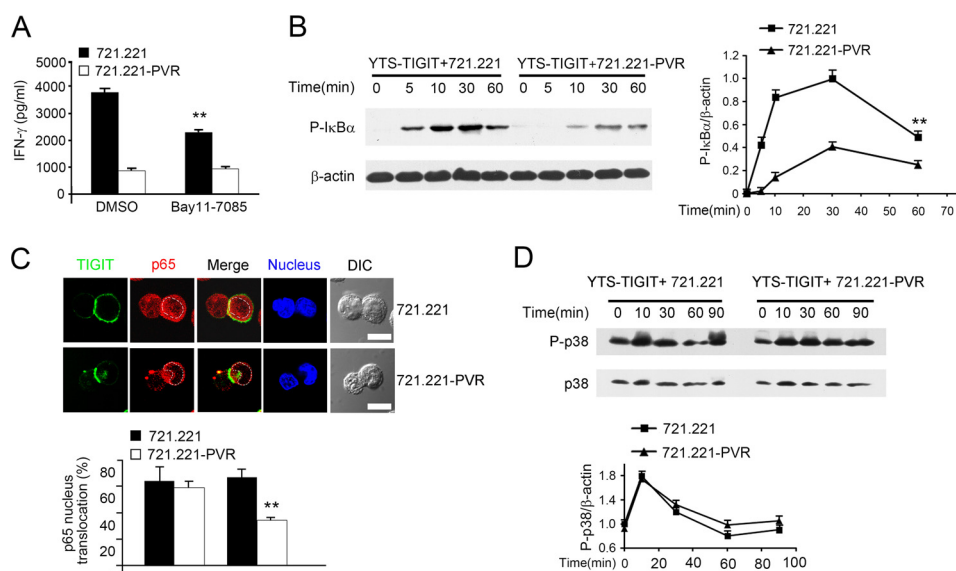 A
721.221
721.221-PVR
IFN-γ (pg/ml)
5000
4000
3000
2000
1000
0
**
DMSO
Bay11-7085
B
YTS-TIGIT+721.221
YTS-TIGIT+721.221-PVR
Time(min)
0 5 10 30 60
0 5 10 30 60
P-IκBα
β-actin
721.221
721.221-PVR
P-IκBα/β-actin
1.2
1.0
0.8
0.6
0.4
0.2
0
**
Time(min)
0 10 20 30 40 50 60 70
C
TIGIT
p65
Merge
Nucleus
DIC
721.221
721.221-PVR
721.221
721.221-PVR
p65 nucleus
translocation (%)
80
60
40
20
0
**
D
YTS-TIGIT+ 721.221
YTS-TIGIT+ 721.221-PVR
Time(min)
0 10 30 60 90
0 10 30 60 90
P-p38
p38
721.221
721.221-PVR
P-p38/β-actin
1.8
1.4
1.0
0.6
Time(min)
0 20 40 60 80 100